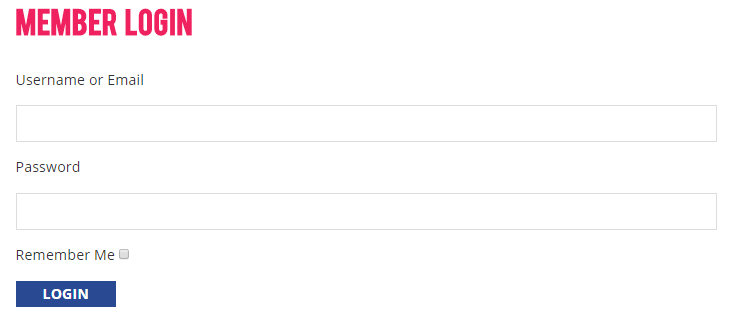 MEMBER LOGIN
Username or Email
Password
Remember Me
LOGIN